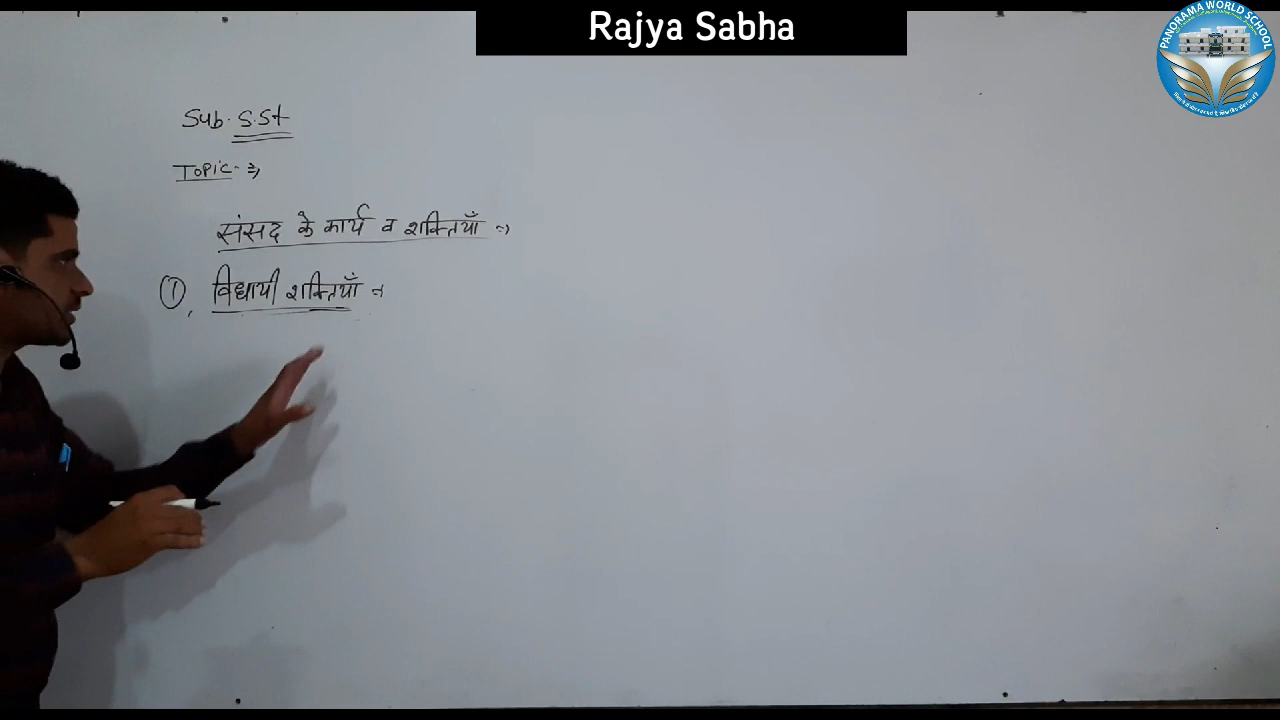 Rajya Sabha
PANORAMA WORLD SCHOOL
Sub. S.St
TOPIC- ⇒
संसद के कार्य व शक्तियाँ ⇒
① विधायी शक्तियाँ ⇒